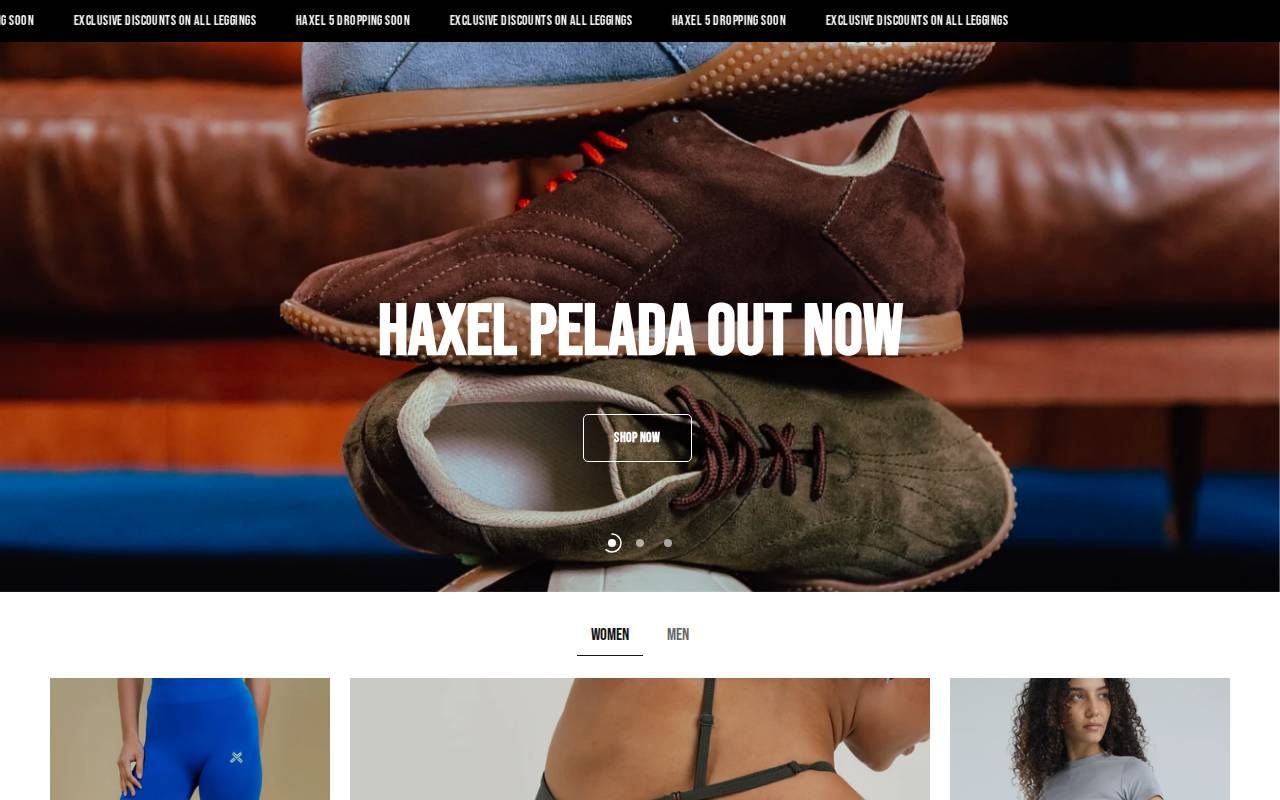 G SOON EXCLUSIVE DISCOUNTS ON ALL LEGGINGS HAXEL 5 DROPPING SOON EXCLUSIVE DISCOUNTS ON ALL LEGGINGS HAXEL 5 DROPPING SOON EXCLUSIVE DISCOUNTS ON ALL LEGGINGS
HAXEL PELADA OUT NOW
SHOP NOW
WOMEN MEN